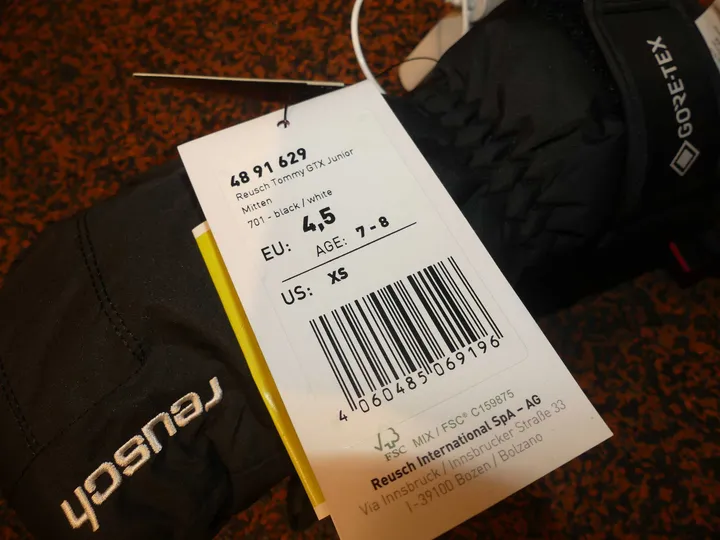 48 91 629
Reusch Tommy GTX Junior
Mitten
701 - black / white
EU: 4,5
AGE: 7 - 8
US: XS
4 060485 069196
FSC MIX / FSC® C159875
Reusch International SpA - AG
Via Innsbruck / Innsbrucker Straße 33
I-39100 Bozen / Bolzano
reusch
GORE-TEX